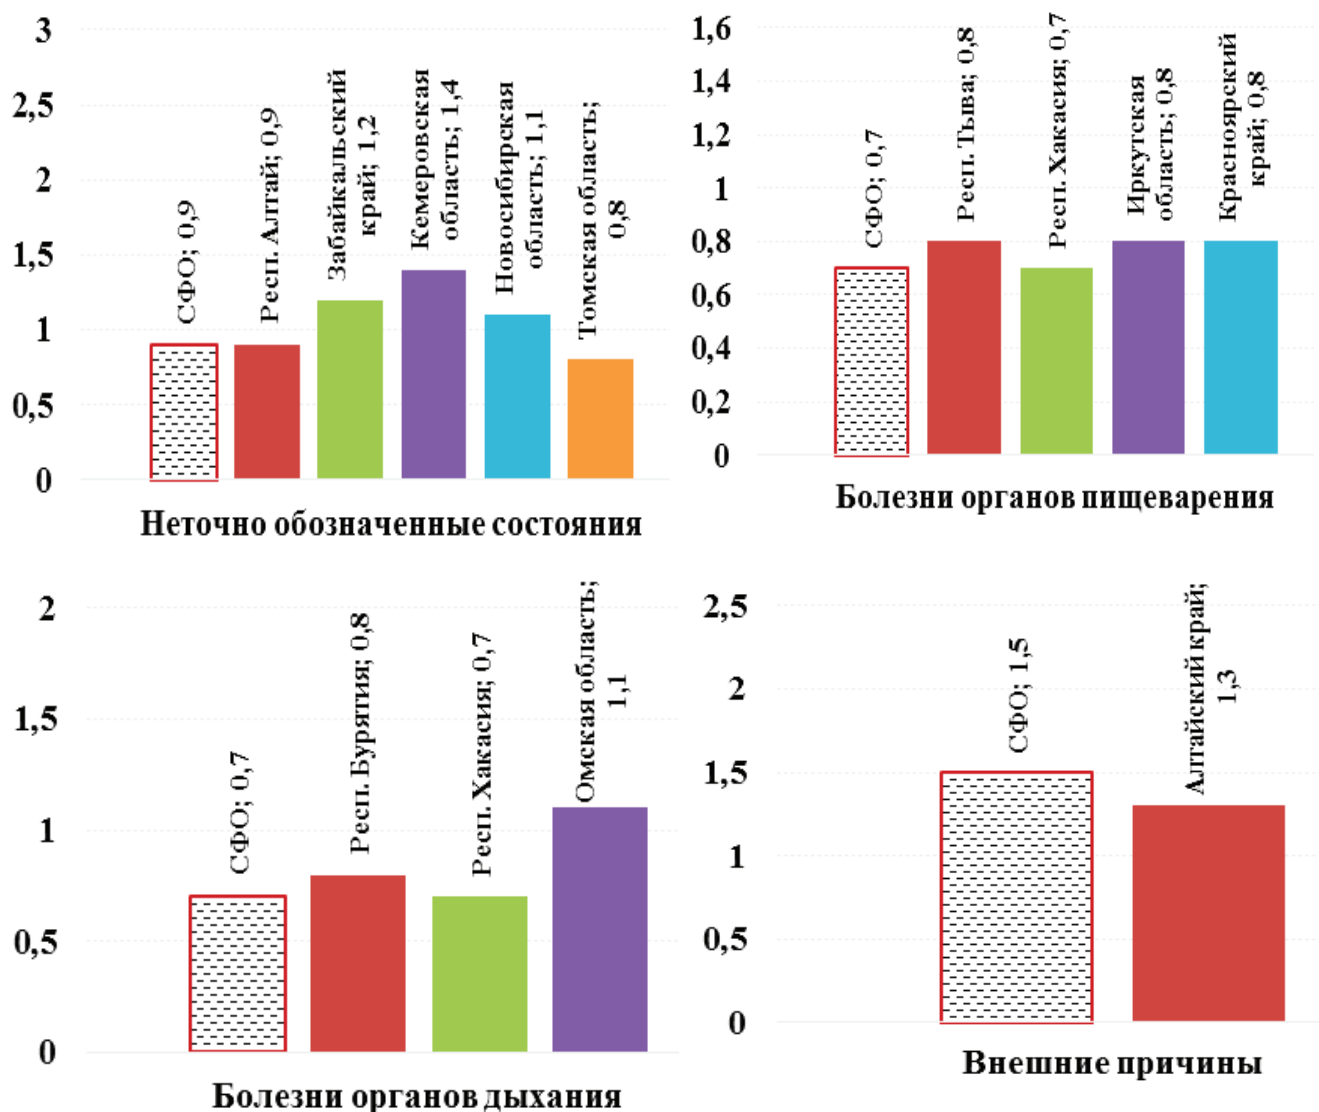 3
2,5
2
1,5
1
0,5
0
СФО; 0,9
Респ. Алтай; 0,9
Забайкальский
край; 1,2
Кемеровская
область; 1,4
Новосибирская
область; 1,1
Томская область;
0,8
Неточно обозначенные состояния
1,6
1,4
1,2
1
0,8
0,6
0,4
0,2
0
СФО; 0,7
Респ. Тыва; 0,8
Респ. Хакасия; 0,7
Иркутская
область; 0,8
Красноярский
край; 0,8
Болезни органов пищеварения
2
1,5
1
0,5
0
СФО; 0,7
Респ. Бурятия; 0,8
Респ. Хакасия; 0,7
Омская область;
1,1
Болезни органов дыхания
2,5
2
1,5
1
0,5
0
СФО; 1,5
Алтайский край;
1,3
Внешние причины